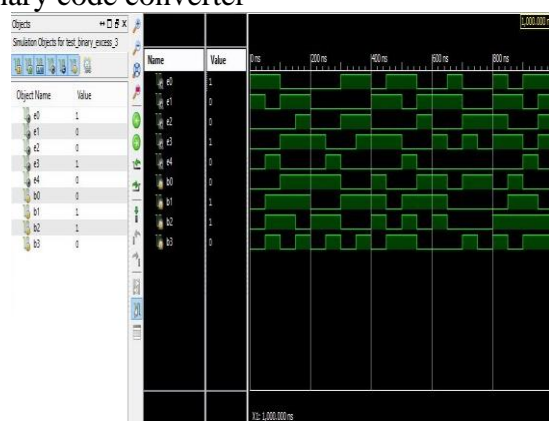 nary code converter
Objects
Simulation Objects for test_binary_excess_3
Object Name Value
e0 1
e1 0
e2 0
e3 1
e4 0
b0 0
b1 1
b2 1
b3 0
Name Value
e0 1
e1 0
e2 0
e3 1
e4 0
b0 0
b1 1
b2 1
b3 0
1,000.000 n
0 ns 200 ns 400 ns 600 ns 800 ns
X1: 1,000.000 ns